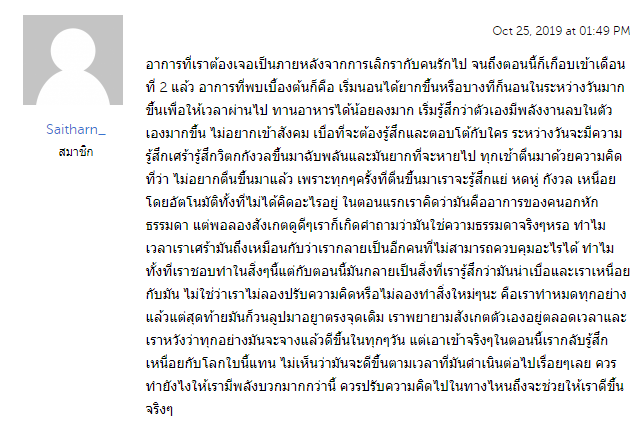 Oct 25, 2019 at 01:49 PM
Saitharn_
สมาชิก
อาการที่เราต้องเจอเป็นภายหลังจากการเลิกรากับคนรักไป จนถึงตอนนี้ก็เกือบเข้าเดือน
ที่ 2 แล้ว อาการที่พบเบื้องต้นก็คือ เริ่มนอนได้ยากขึ้นหรือบางทีก็นอนในระหว่างวันมาก
ขึ้นเพื่อให้เวลาผ่านไป ทานอาหารได้น้อยลงมาก เริ่มรู้สึกว่าตัวเองมีพลังงานลบในตัว
เองมากขึ้น ไม่อยากเข้าสังคม เบื่อที่จะต้องรู้สึกและตอบโต้กับใคร ระหว่างวันจะมีความ
รู้สึกเศร้ารู้สึกวิตกกังวลขึ้นมาฉับพลันและมันยากที่จะหายไป ทุกเช้าตื่นมาด้วยความคิด
ที่ว่า ไม่อยากตื่นขึ้นมาแล้ว เพราะทุกๆครั้งที่ตื่นขึ้นมาเราจะรู้สึกแย่ หดหู่ กังวล เหนื่อย
โดยอัตโนมัติทั้งที่ไม่ได้คิดอะไรอยู่ ในตอนแรกเราคิดว่ามันคืออาการของคนอกหัก
ธรรมดา แต่พอลองสังเกตดูดีๆเราก็เกิดคำถามว่ามันใช่ความธรรมดาจริงๆหรอ ทำไม
เวลาเราเศร้ามันถึงเหมือนกับว่าเรากลายเป็นอีกคนที่ไม่สามารถควบคุมอะไรได้ ทำไม
ทั้งที่เราชอบทำในสิ่งๆนี้แต่กับตอนนี้มันกลายเป็นสิ่งที่เรารู้สึกว่ามันน่าเบื่อและเราเหนื่อย
กับมัน ไม่ใช่ว่าเราไม่ลองปรับความคิดหรือไม่ลองทำสิ่งใหม่ๆนะ คือเราทำหมดทุกอย่าง
แล้วแต่สุดท้ายมันก็วนลูปมาอยู่ตรงจุดเดิม เราพยายามสังเกตตัวเองอยู่ตลอดเวลาและ
เราหวังว่าทุกอย่างมันจะจางแล้วดีขึ้นในทุกๆวัน แต่เอาเข้าจริงๆในตอนนี้เรากลับรู้สึก
เหนื่อยกับโลกใบนี้แทน ไม่เห็นว่ามันจะดีขึ้นตามเวลาที่มันดำเนินต่อไปเรื่อยๆเลย ควร
ทำยังไงให้เรามีพลังบวกมากกว่านี้ ควรปรับความคิดไปในทางไหนถึงจะช่วยให้เราดีขึ้น
จริงๆ